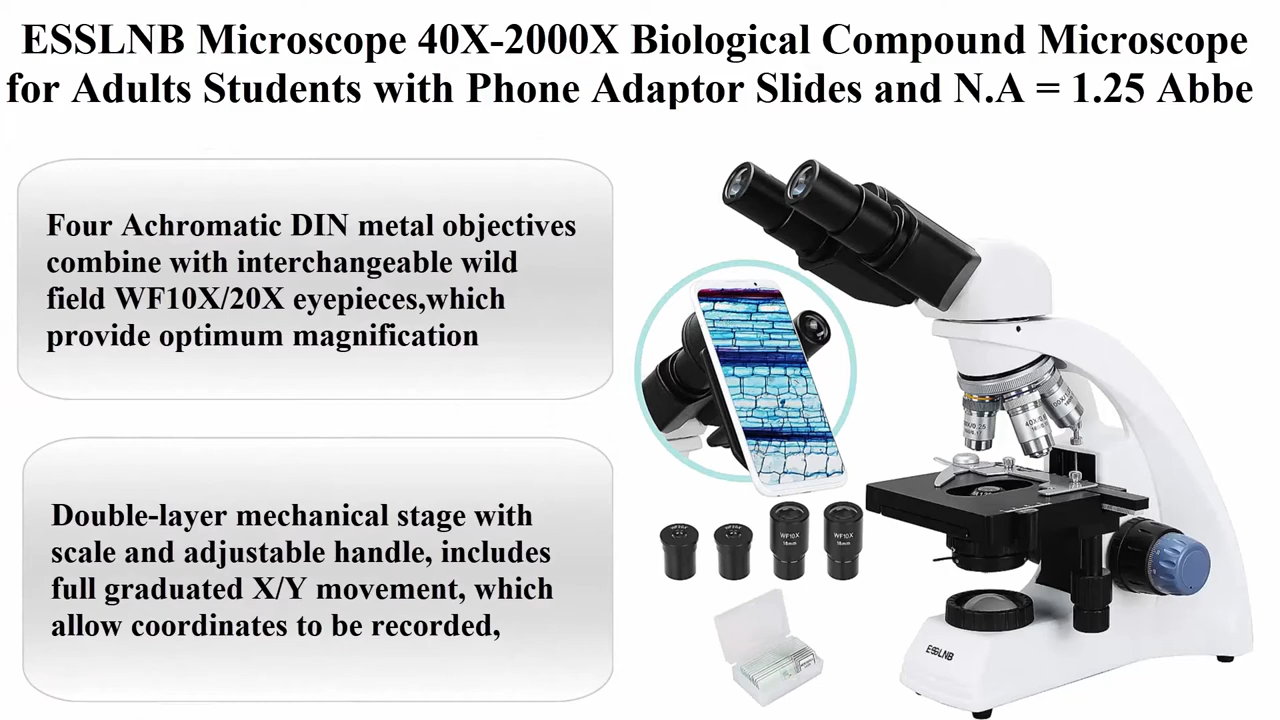 ESSLNB Microscope 40X-2000X Biological Compound Microscope
for Adults Students with Phone Adaptor Slides and N.A = 1.25 Abbe
Four Achromatic DIN metal objectives
combine with interchangeable wild
field WF10X/20X eyepieces,which
provide optimum magnification
Double-layer mechanical stage with
scale and adjustable handle, includes
full graduated X/Y movement, which
allow coordinates to be recorded,
WF10X
18mm
WF10X
18mm
ESSLNB